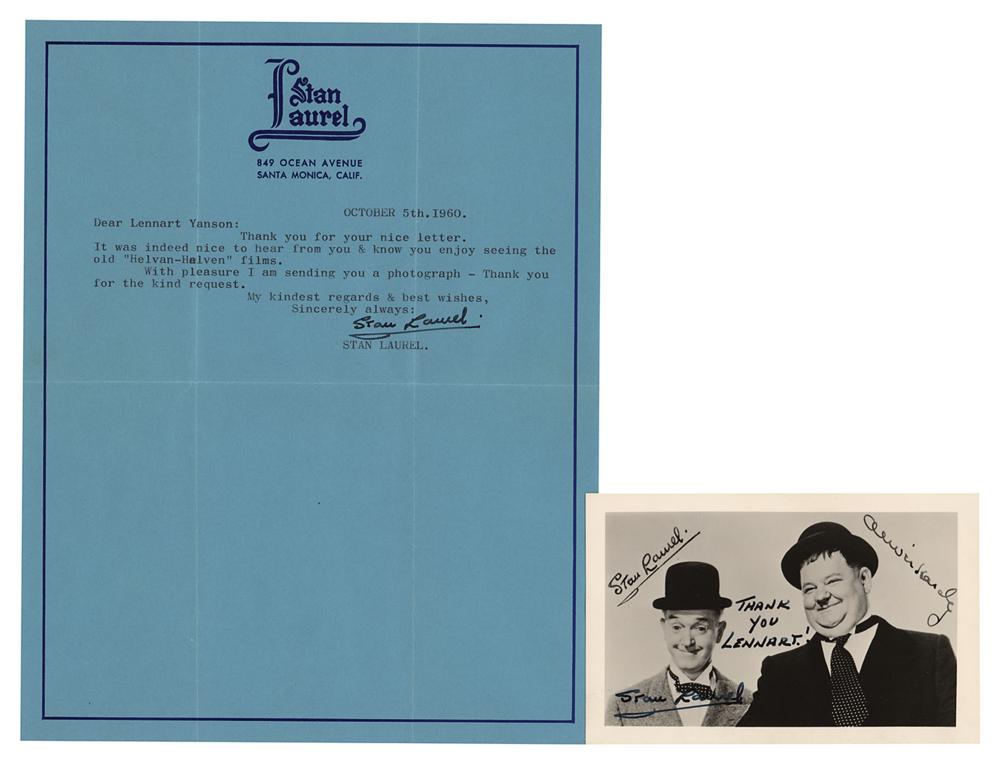 Stan
Laurel
849 OCEAN AVENUE
SANTA MONICA, CALIF.
OCTOBER 5th.1960.
Dear Lennart Yanson:
Thank you for your nice letter.
It was indeed nice to hear from you & know you enjoy seeing the
old "Helvan-Halven" films.
With pleasure I am sending you a photograph - Thank you
for the kind request.
My kindest regards & best wishes,
Sincerely always:
Stan Laurel.
STAN LAUREL.
Stan Laurel.
Oliver Hardy
THANK
YOU
LENNART.!
Stan Laurel